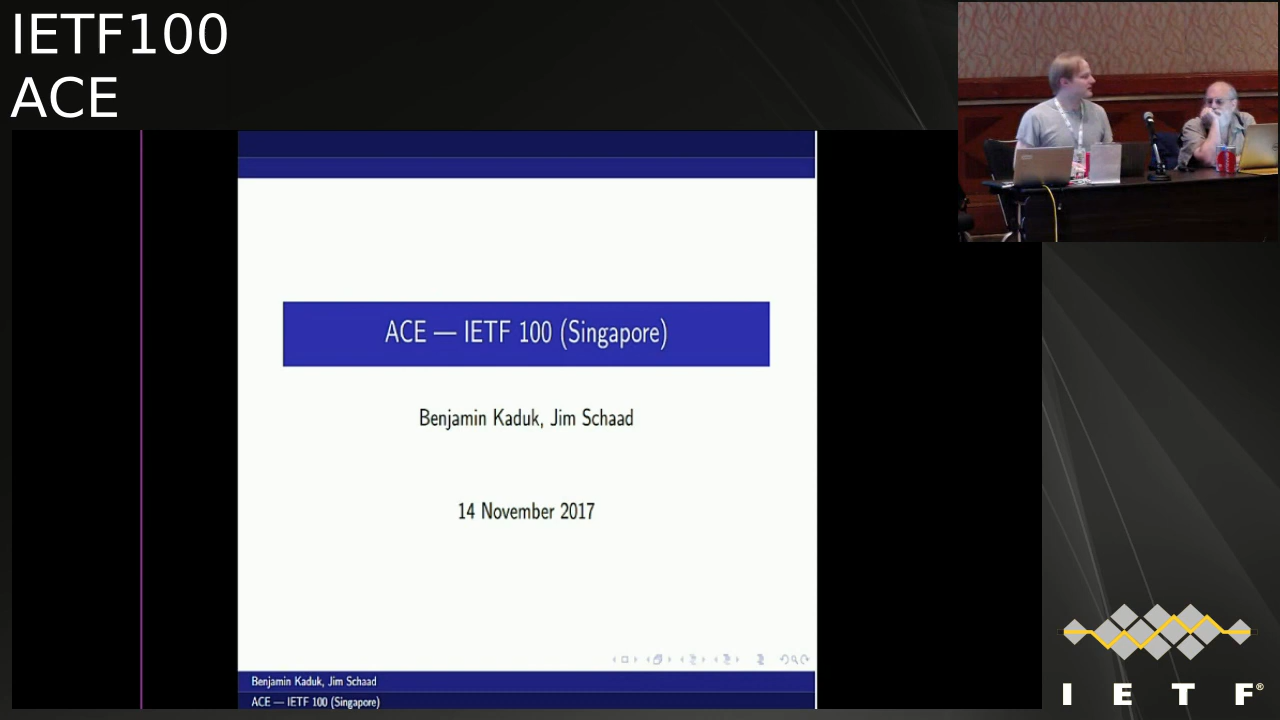 IETF100
ACE
ACE — IETF 100 (Singapore)
Benjamin Kaduk, Jim Schaad
14 November 2017
Benjamin Kaduk, Jim Schaad
ACE — IETF 100 (Singapore)
I E T F®